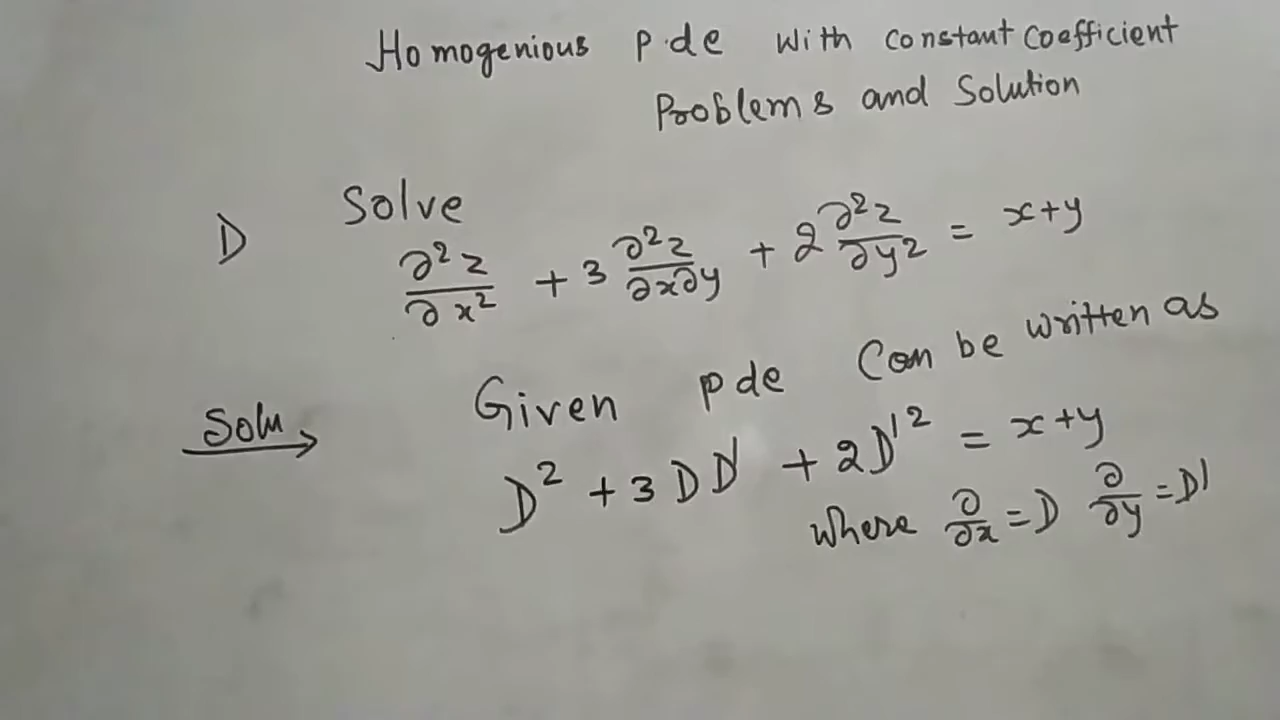 Homogenious p.de with constant coefficient
Problems and Solution
1) Solve
∂²z/∂x² + 3 ∂²z/∂x∂y + 2 ∂²z/∂y² = x+y
Soln Given pde Can be written as
D² + 3DD' + 2D'² = x+y
where ∂/∂x = D ∂/∂y = D'